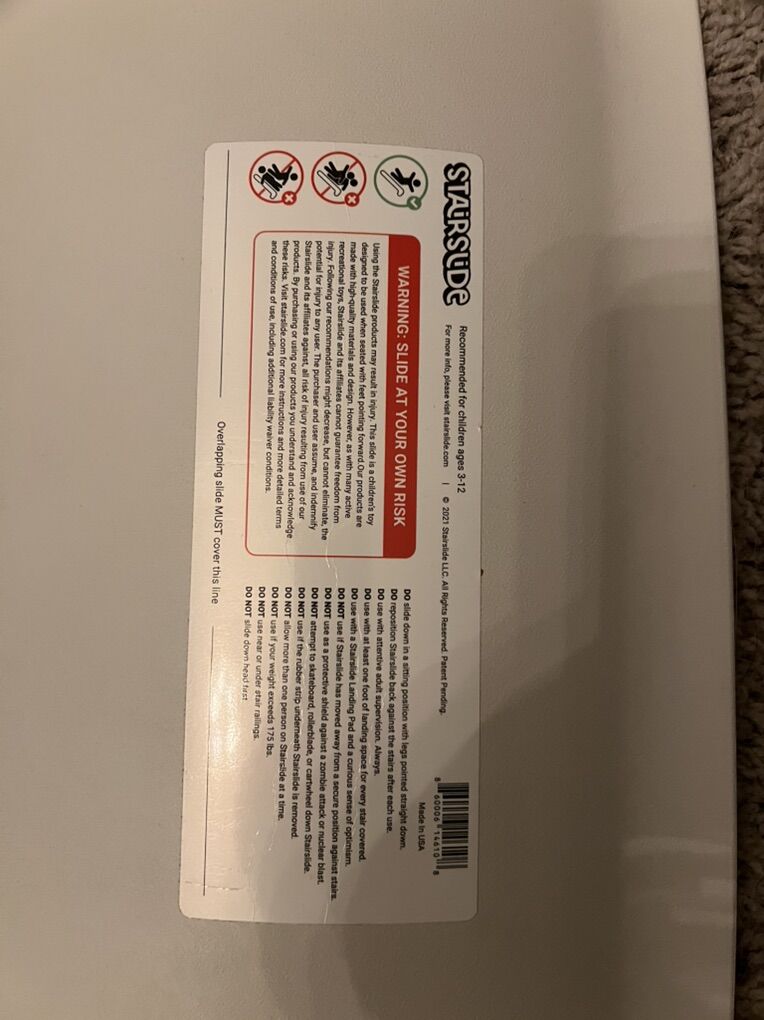 STAIRSLIDE
Recommended for children ages 3-12
For more info, please visit stairslide.com | © 2021 Stairslide LLC. All Rights Reserved. Patent Pending.
8 60006 14610 8
Made In USA
WARNING: SLIDE AT YOUR OWN RISK
Using the Stairslide products may result in injury. This slide is a children's toy
designed to be used when seated with feet pointing forward.Our products are
made with high-quality materials and design. However, as with many active
recreational toys, Stairslide and its affiliates cannot guarantee freedom from
injury. Following our recommendations might decrease, but cannot eliminate, the
potential for injury to any user. The purchaser and user assume, and indemnify
Stairslide and its affiliates against, all risk of injury resulting from use of our
products. By purchasing or using our products you understand and acknowledge
these risks. Visit stairslide.com for more instructions and more detailed terms
and conditions of use, including additional liability waiver conditions.
DO slide down in a sitting position with legs pointed straight down.
DO reposition Stairslide back against the stairs after each use.
DO use with attentive adult supervision. Always.
DO use with at least one foot of landing space for every stair covered.
DO use with a Stairslide Landing Pad and a curious sense of optimism.
DO NOT use if Stairslide has moved away from a secure position against stairs.
DO NOT use as a protective shield against a zombie attack or nuclear blast.
DO NOT attempt to skateboard, rollerblade, or cartwheel down Stairslide.
DO NOT use if the rubber strip underneath Stairslide is removed.
DO NOT allow more than one person on Stairslide at a time.
DO NOT use if your weight exceeds 175 lbs.
DO NOT use near or under stair railings.
DO NOT slide down head first.
Overlapping slide MUST cover this line